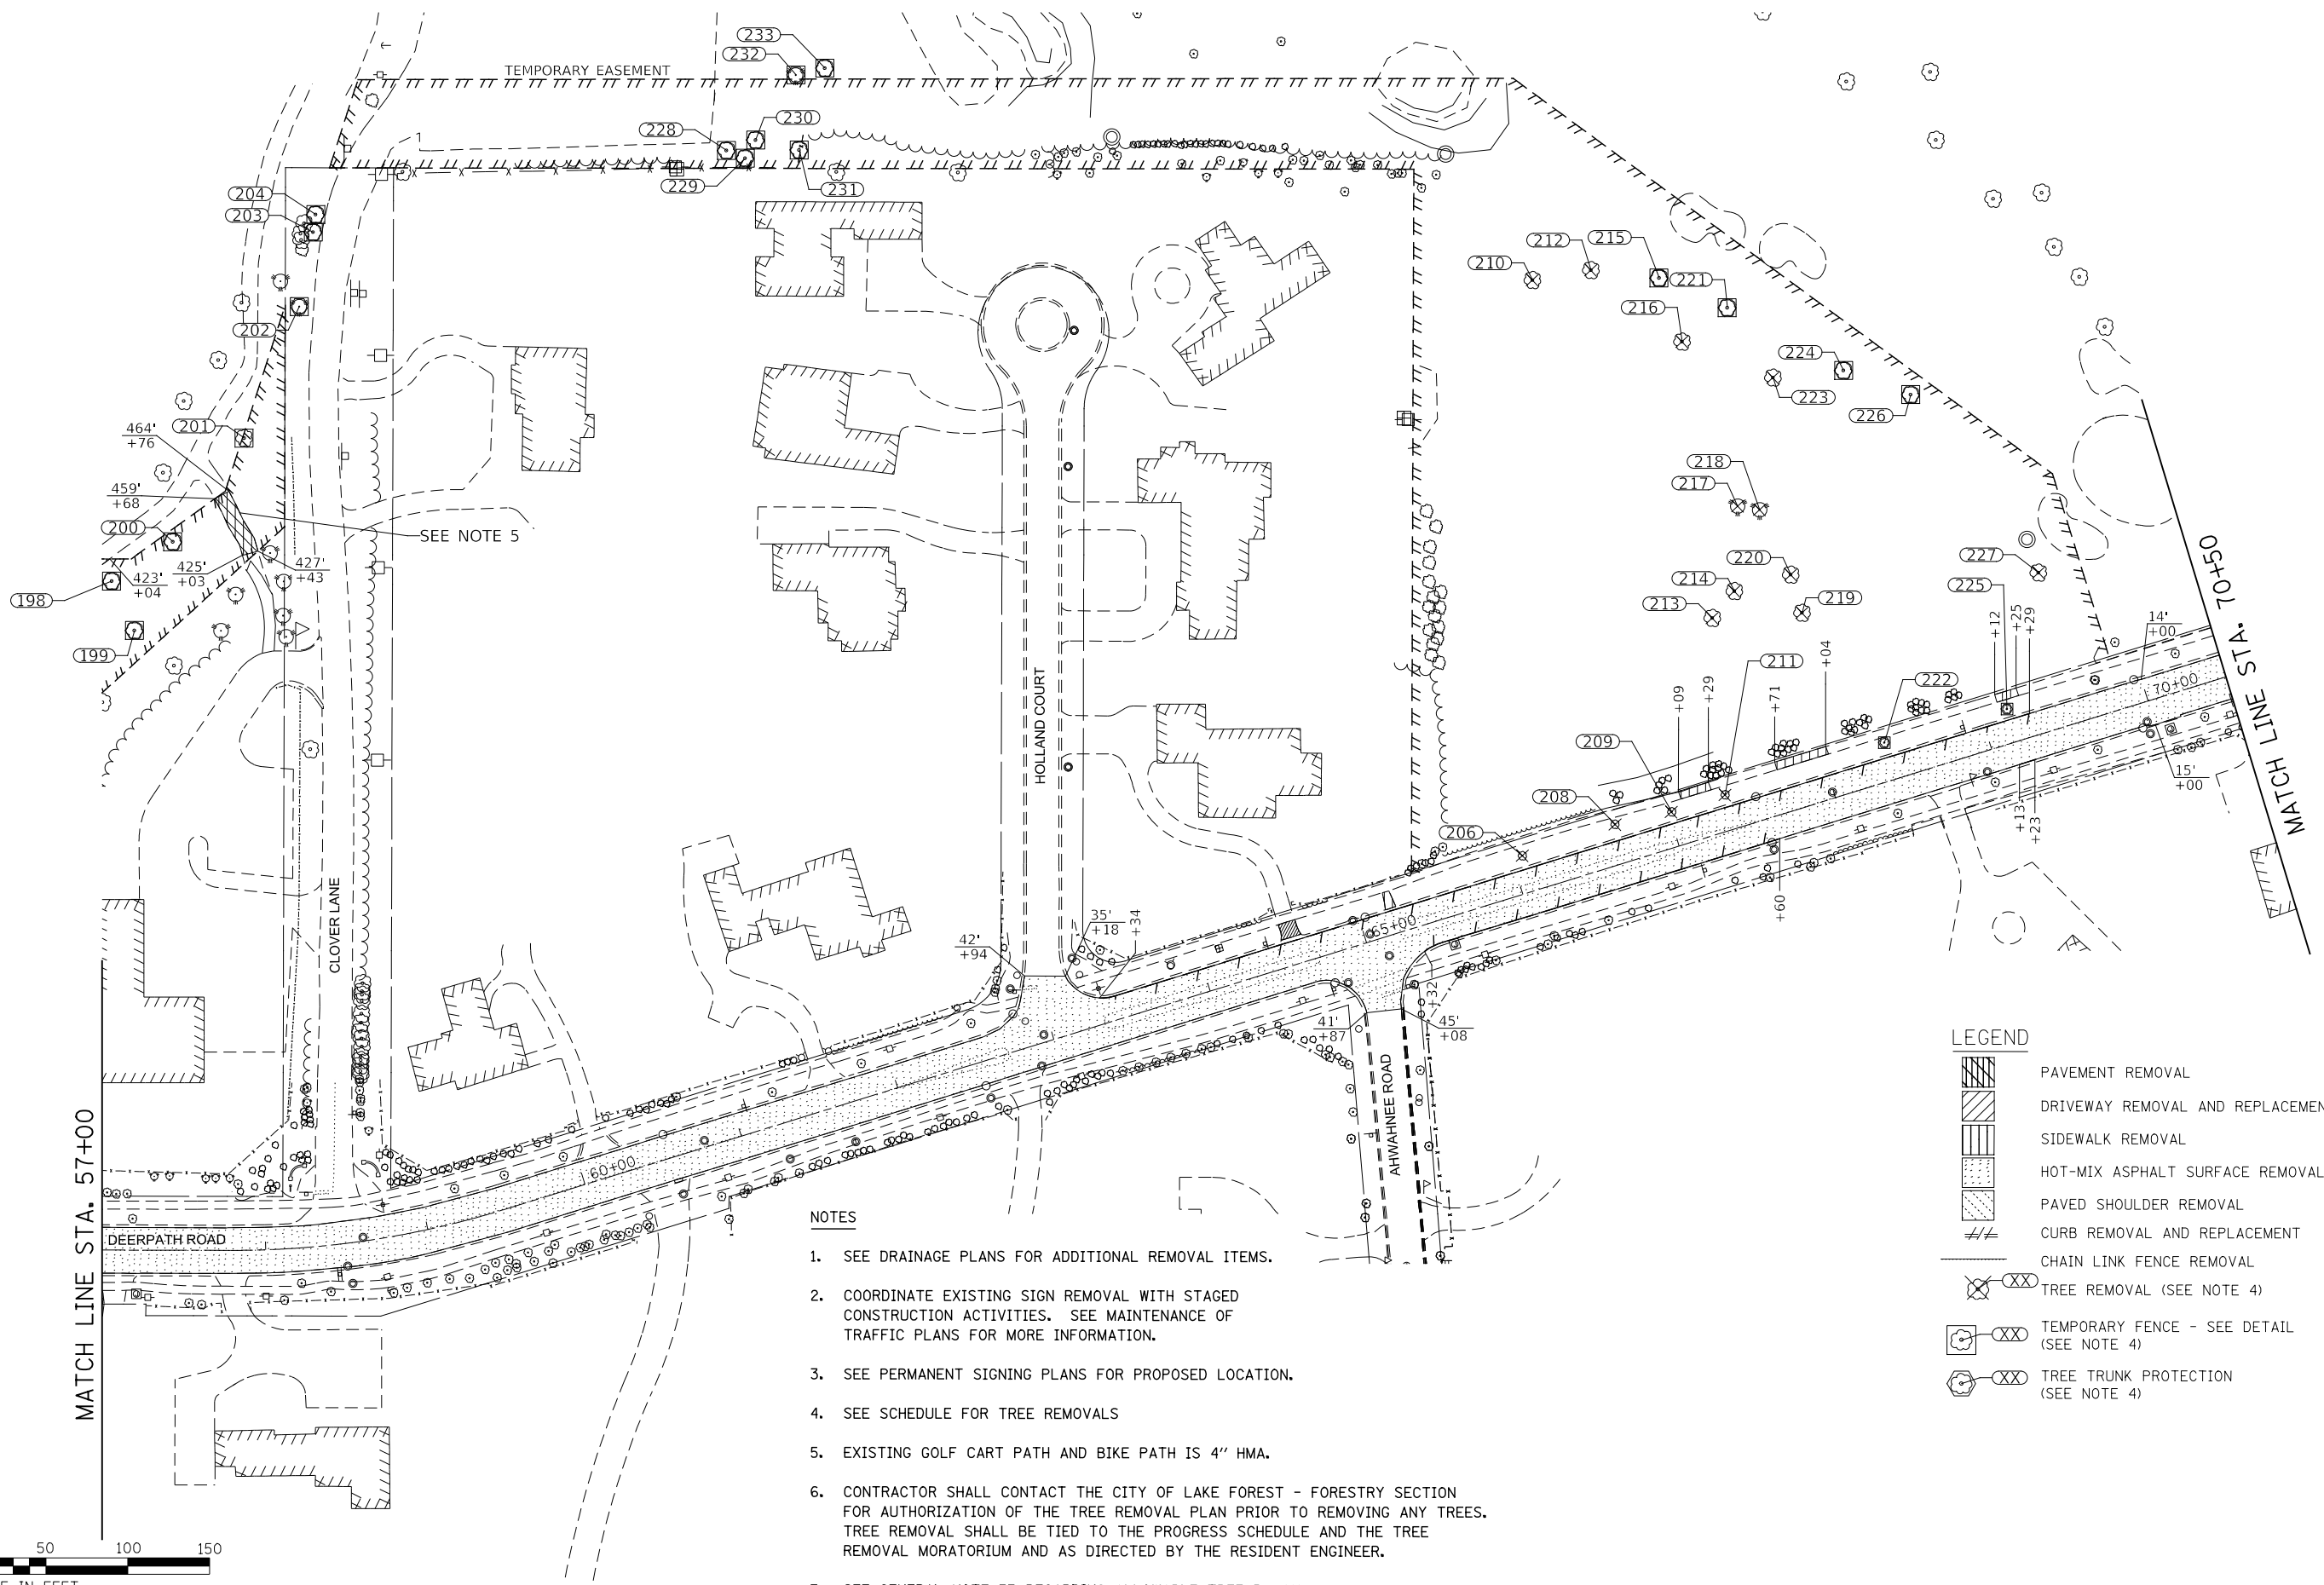 233
232
TEMPORARY EASEMENT
230
228
229
231
204
203
202
201
464'
+76
459'
+68
200
SEE NOTE 5
423'
+04
425'
+03
427'
+43
198
199
212
215
210
221
216
224
223
226
218
217
220
214
213
219
227
225
+12
+25
+29
14'
+00
211
+04
222
+09
+29
+71
209
208
206
70+00
15'
+00
+13
+23
+60
MATCH LINE STA. 70+50
HOLLAND COURT
CLOVER LANE
42'
+94
35'
+18
+34
65+00
+32
41'
+87
45'
+08
AHWAHNEE ROAD
60+00
DEERPATH ROAD
MATCH LINE STA. 57+00
LEGEND
PAVEMENT REMOVAL
DRIVEWAY REMOVAL AND REPLACEMEN
SIDEWALK REMOVAL
HOT-MIX ASPHALT SURFACE REMOVAL
PAVED SHOULDER REMOVAL
CURB REMOVAL AND REPLACEMENT
CHAIN LINK FENCE REMOVAL
XX TREE REMOVAL (SEE NOTE 4)
XX TEMPORARY FENCE - SEE DETAIL
(SEE NOTE 4)
XX TREE TRUNK PROTECTION
(SEE NOTE 4)
NOTES
1. SEE DRAINAGE PLANS FOR ADDITIONAL REMOVAL ITEMS.
2. COORDINATE EXISTING SIGN REMOVAL WITH STAGED
CONSTRUCTION ACTIVITIES. SEE MAINTENANCE OF
TRAFFIC PLANS FOR MORE INFORMATION.
3. SEE PERMANENT SIGNING PLANS FOR PROPOSED LOCATION.
4. SEE SCHEDULE FOR TREE REMOVALS
5. EXISTING GOLF CART PATH AND BIKE PATH IS 4" HMA.
6. CONTRACTOR SHALL CONTACT THE CITY OF LAKE FOREST - FORESTRY SECTION
FOR AUTHORIZATION OF THE TREE REMOVAL PLAN PRIOR TO REMOVING ANY TREES.
TREE REMOVAL SHALL BE TIED TO THE PROGRESS SCHEDULE AND THE TREE
REMOVAL MORATORIUM AND AS DIRECTED BY THE RESIDENT ENGINEER.
50 100 150